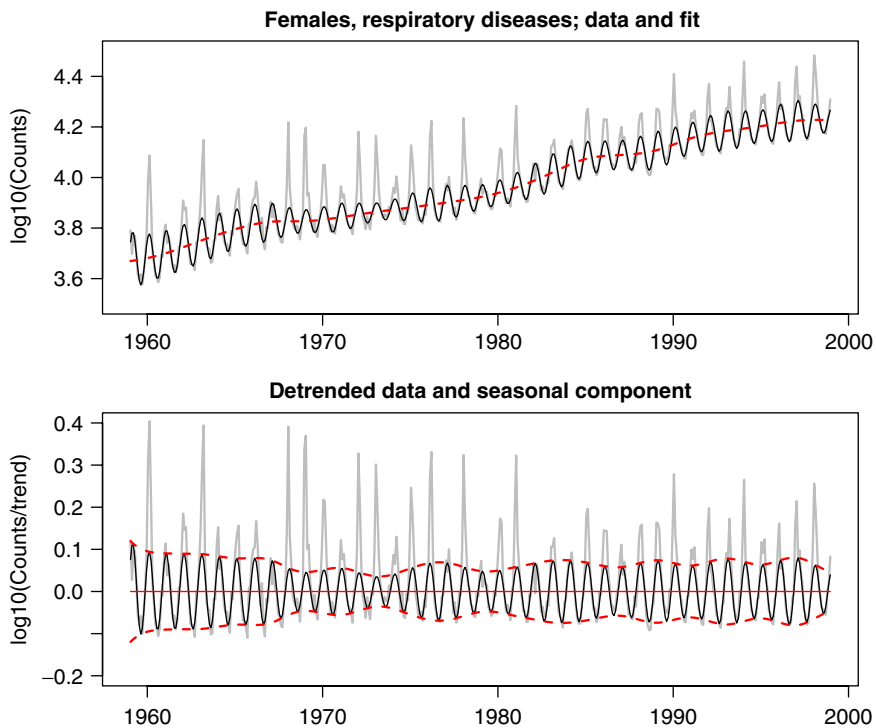 Females, respiratory diseases; data and fit
log10(Counts)
4.4
4.2
4.0
3.8
3.6
1960 1970 1980 1990 2000
Detrended data and seasonal component
log10(Counts/trend)
0.4
0.3
0.2
0.1
0.0
−0.2
1960 1970 1980 1990 2000